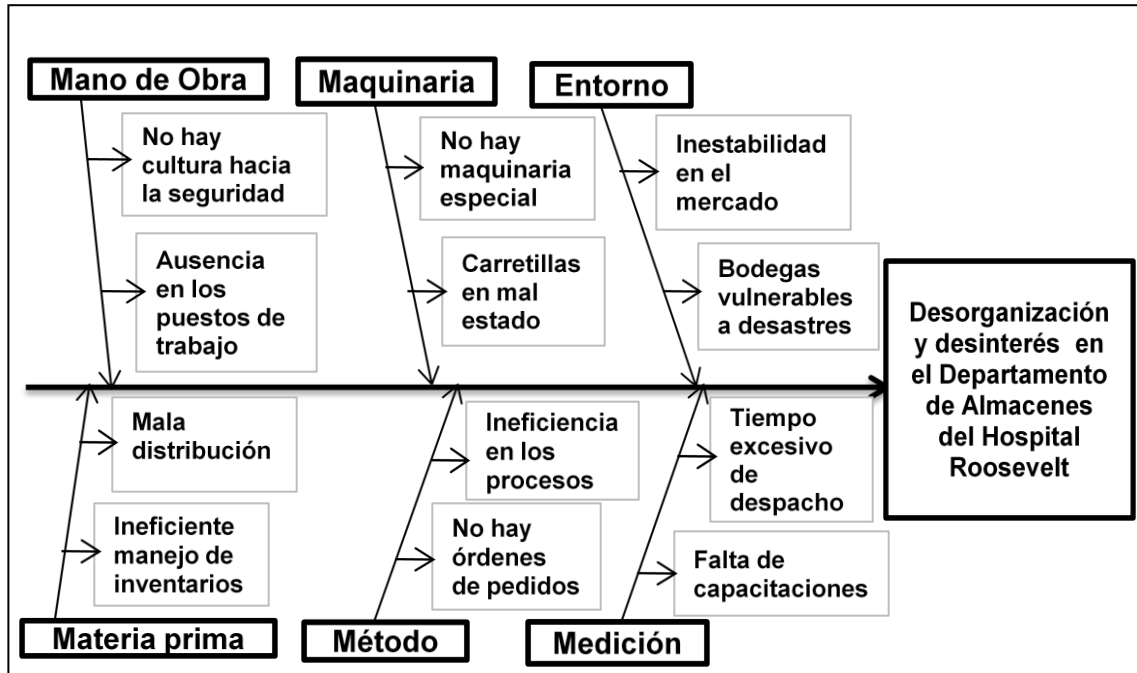 Mano de Obra
Maquinaria
Entorno
No hay
cultura hacia
la seguridad
No hay
maquinaria
especial
Inestabilidad
en el
mercado
Ausencia
en los
puestos de
trabajo
Carretillas
en mal
estado
Bodegas
vulnerables
a desastres
Desorganización
y desinterés en
el Departamento
de Almacenes
del Hospital
Roosevelt
Mala
distribución
Ineficiencia
en los
procesos
Tiempo
excesivo
de
despacho
Ineficiente
manejo de
inventarios
No hay
órdenes
de pedidos
Falta de
capacitaciones
Materia prima
Método
Medición